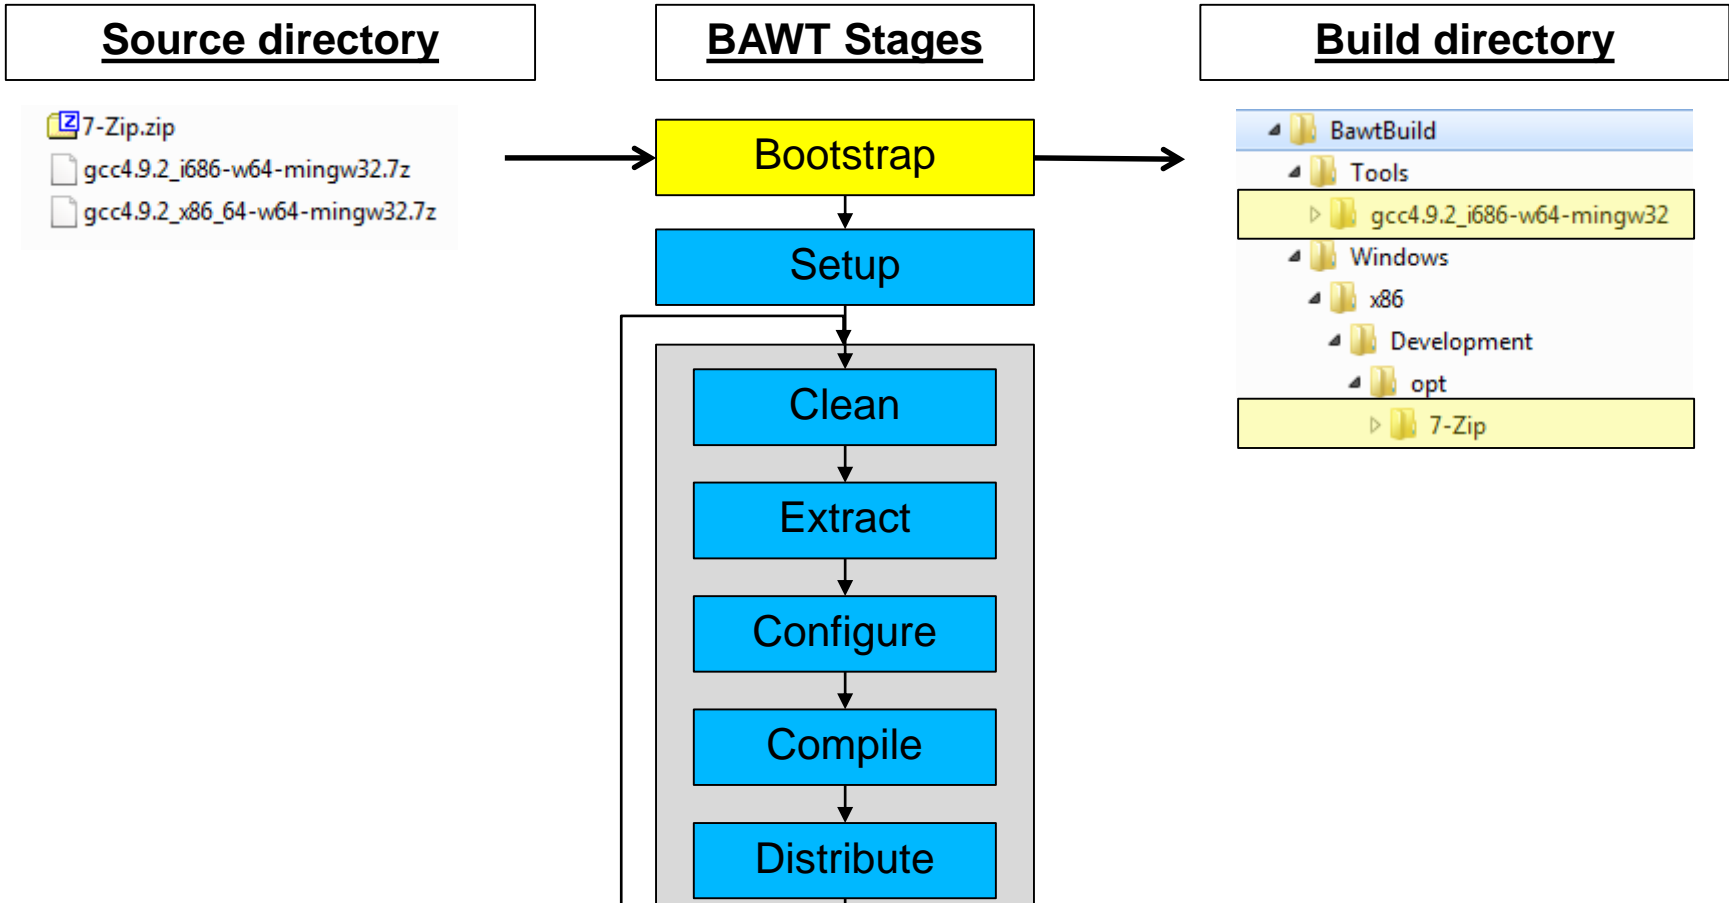 Source directory
BAWT Stages
Build directory
7-Zip.zip
gcc4.9.2_i686-w64-mingw32.7z
gcc4.9.2_x86_64-w64-mingw32.7z
Bootstrap
Setup
Clean
Extract
Configure
Compile
Distribute
BawtBuild
Tools
gcc4.9.2_i686-w64-mingw32
Windows
x86
Development
opt
7-Zip